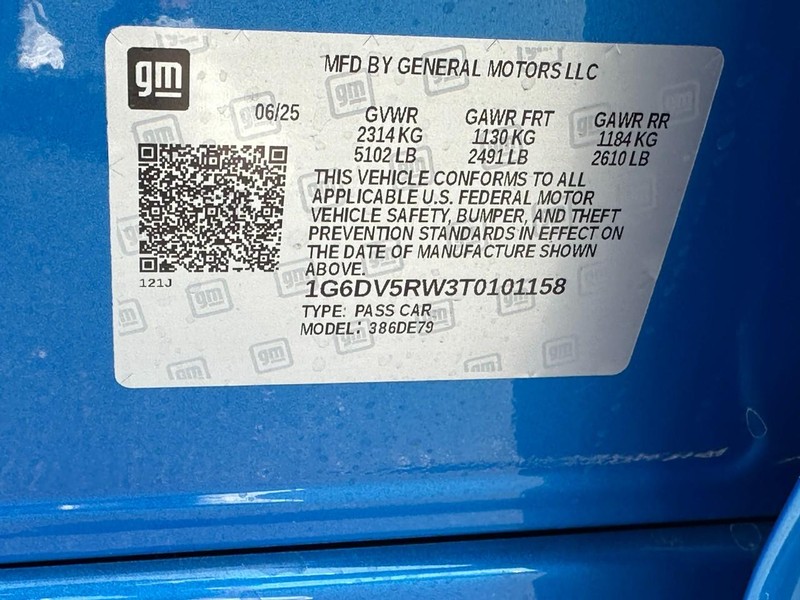 gm
MFD BY GENERAL MOTORS LLC
06/25 GVWR GAWR FRT GAWR RR
2314 KG 1130 KG 1184 KG
5102 LB 2491 LB 2610 LB
THIS VEHICLE CONFORMS TO ALL
APPLICABLE U.S. FEDERAL MOTOR
VEHICLE SAFETY, BUMPER, AND THEFT
PREVENTION STANDARDS IN EFFECT ON
THE DATE OF MANUFACTURE SHOWN
ABOVE.
121J
1G6DV5RW3T0101158
TYPE: PASS CAR
MODEL: 386DE79